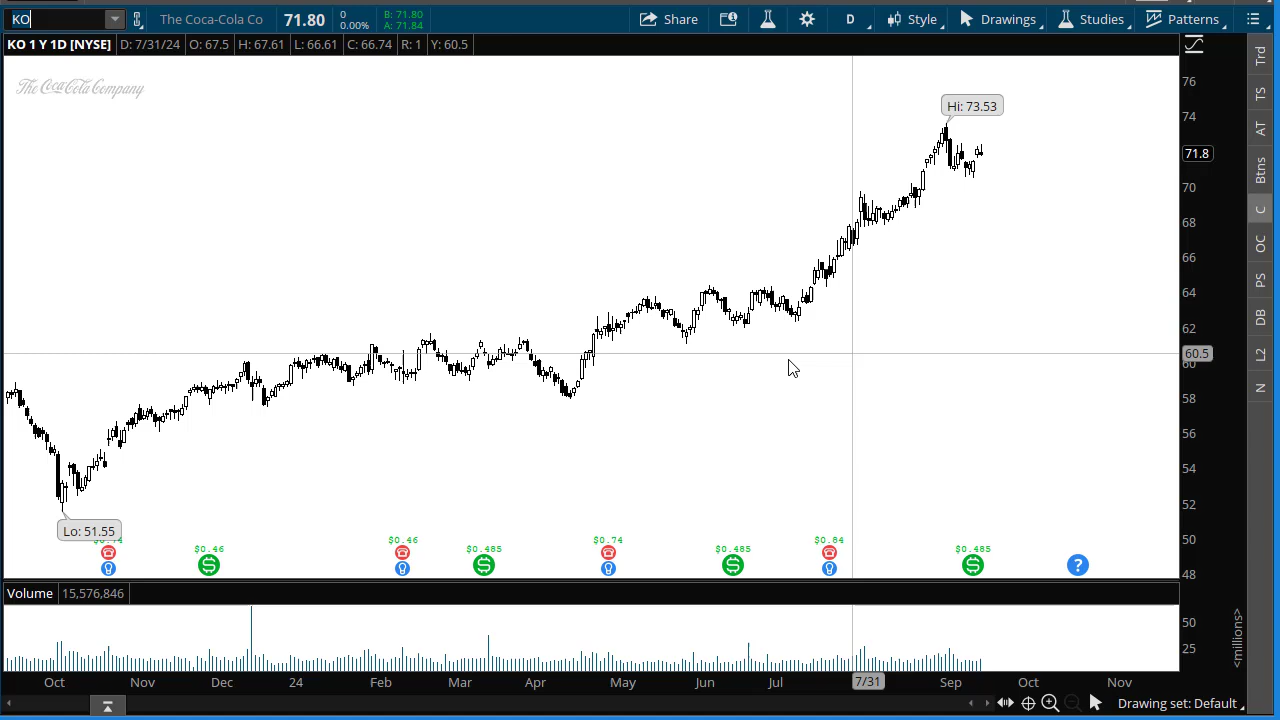 KO The Coca-Cola Co 71.80 0 0.00% B: 71.80 A: 71.84 Share D Style Drawings Studies Patterns
KO 1 Y 1D [NYSE] D: 7/31/24 O: 67.5 H: 67.61 L: 66.61 C: 66.74 R: 1 Y: 60.5
The Coca-Cola Company
Hi: 73.53
Lo: 51.55
76
74
71.8
70
68
66
64
62
60.5
60
58
56
54
52
50
48
$0.46 $0.46 $0.485 $0.74 $0.485 $0.84 $0.485
?
Volume 15,576,846
50
25
<millions>
Oct Nov Dec 24 Feb Mar Apr May Jun Jul 7/31 Sep Oct Nov
Drawing set: Default
Trd
TS
AT
Btns
C
OC
PS
DB
L2
N